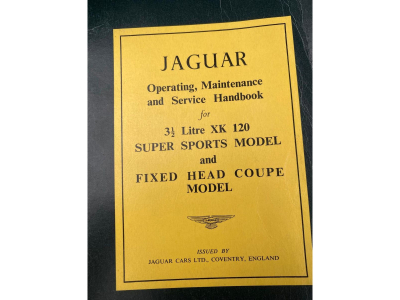 JAGUAR
Operating, Maintenance
and Service Handbook
for
3½ Litre XK 120
SUPER SPORTS MODEL
and
FIXED HEAD COUPE
MODEL
ISSUED BY
JAGUAR CARS LTD., COVENTRY, ENGLAND